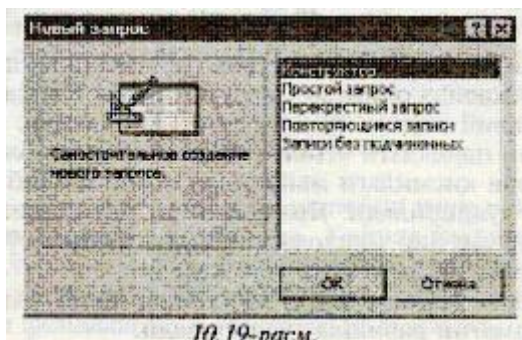 Новый запрос
Самостоятельное создание
нового запроса.
Конструктор
Простой запрос
Перекрестный запрос
Повторяющиеся записи
Записи без подчиненных
ОК
Отмена
10.19-расм.